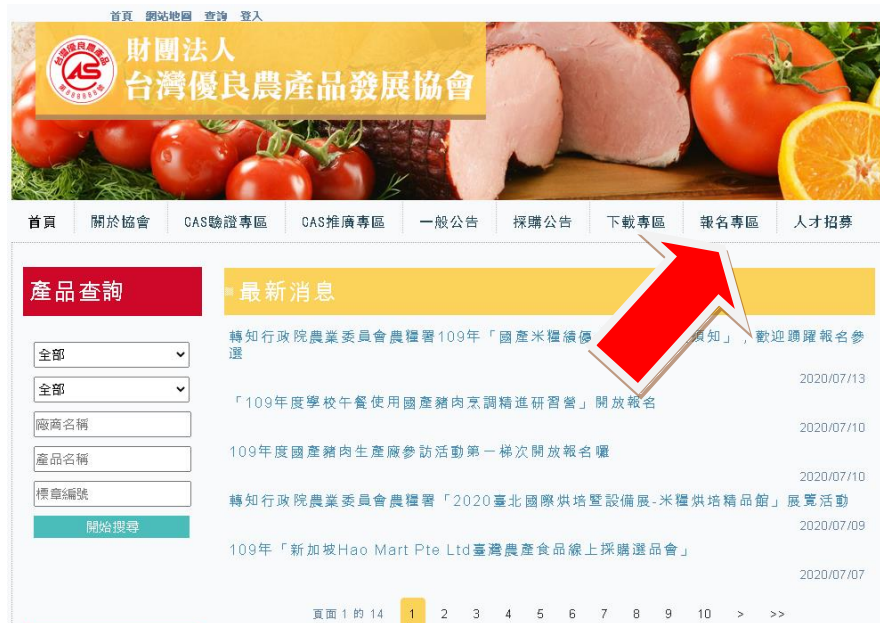 首頁 網站地圖 查詢 登入
財團法人
台灣優良農產品發展協會
首頁 關於協會 CAS驗證專區 CAS推廣專區 一般公告 採購公告 下載專區 報名專區 人才招募
產品查詢
全部
全部
廠商名稱
產品名稱
標章編號
開始搜尋
最新消息
轉知行政院農業委員會農糧署109年「國產米糧績優 須知」，歡迎踴躍報名參
選
2020/07/13
「109年度學校午餐使用國產豬肉烹調精進研習營」開放報名
2020/07/10
109年度國產豬肉生產廠參訪活動第一梯次開放報名囉
2020/07/10
轉知行政院農業委員會農糧署「2020臺北國際烘培暨設備展-米糧烘培精品館」展覽活動
2020/07/09
109年「新加坡Hao Mart Pte Ltd臺灣農產食品線上採購選品會」
2020/07/07
頁面 1 的 14 1 2 3 4 5 6 7 8 9 10 > >>